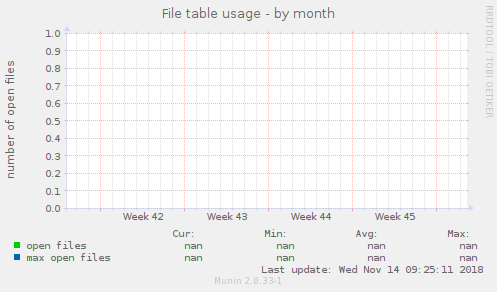 File table usage - by month
RRDTOOL / TOBI OETIKER
number of open files
1.0
0.9
0.8
0.7
0.6
0.5
0.4
0.3
0.2
0.1
0.0
Week 42 Week 43 Week 44 Week 45
Cur: Min: Avg: Max:
open files nan nan nan nan
max open files nan nan nan nan
Last update: Wed Nov 14 09:25:11 2018
Munin 2.0.33-1